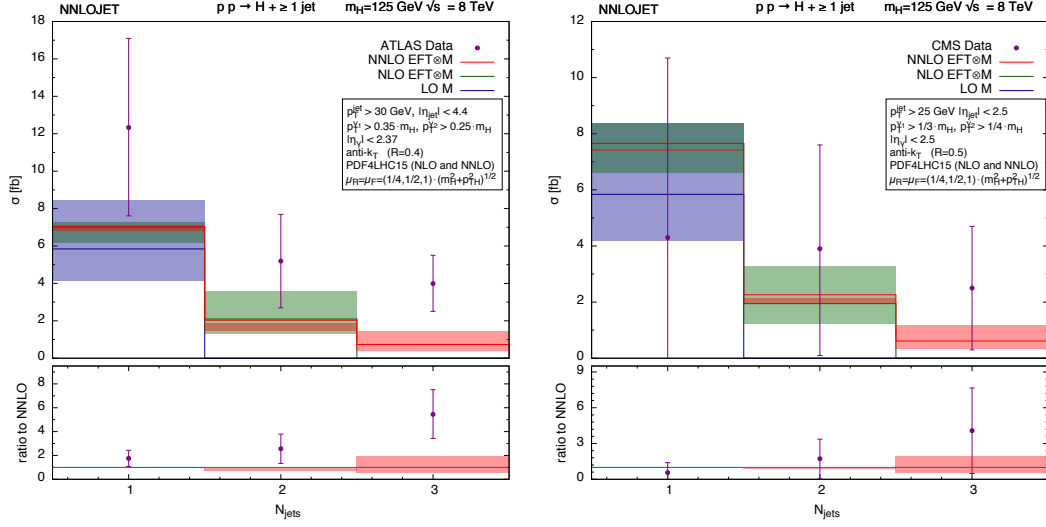 NNLOJET p p → H + ≥ 1 jet m_H=125 GeV √s = 8 TeV
18
16
14
12
10
8
6
4
2
0
σ [fb]
ATLAS Data
NNLO EFT⊗M
NLO EFT⊗M
LO M
p_T^jet > 30 GeV, |η_jet| < 4.4
p_T^γ1 > 0.35 · m_H, p_T^γ2 > 0.25 · m_H
|η_γ| < 2.37
anti-k_T (R=0.4)
PDF4LHC15 (NLO and NNLO)
μ_R=μ_F=(1/4,1/2,1) · (m_H^2+p_TH^2)^1/2
8
6
4
2
0
ratio to NNLO
1 2 3
N_jets
NNLOJET p p → H + ≥ 1 jet m_H=125 GeV √s = 8 TeV
12
10
8
6
4
2
0
σ [fb]
CMS Data
NNLO EFT⊗M
NLO EFT⊗M
LO M
p_T^jet > 25 GeV |η_jet| < 2.5
p_T^γ1 > 1/3 · m_H, p_T^γ2 > 1/4 · m_H
|η_γ| < 2.5
anti-k_T (R=0.5)
PDF4LHC15 (NLO and NNLO)
μ_R=μ_F=(1/4,1/2,1) · (m_H^2+p_TH^2)^1/2
9
6
3
0
ratio to NNLO
1 2 3
N_jets